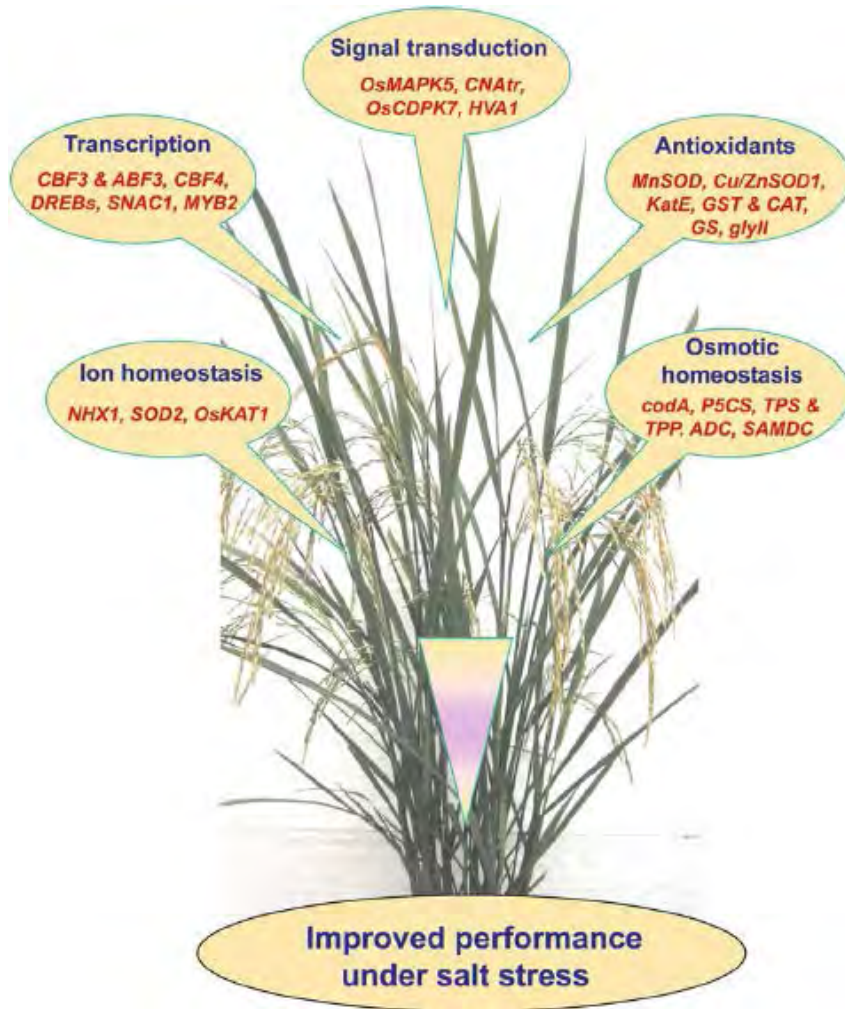 Signal transduction
OsMAPK5, CNAtr,
OsCDPK7, HVA1
Transcription
CBF3 & ABF3, CBF4,
DREBs, SNAC1, MYB2
Antioxidants
MnSOD, Cu/ZnSOD1,
KatE, GST & CAT,
GS, glyII
Ion homeostasis
NHX1, SOD2, OsKAT1
Osmotic
homeostasis
codA, P5CS, TPS &
TPP. ADC, SAMDC
Improved performance
under salt stress